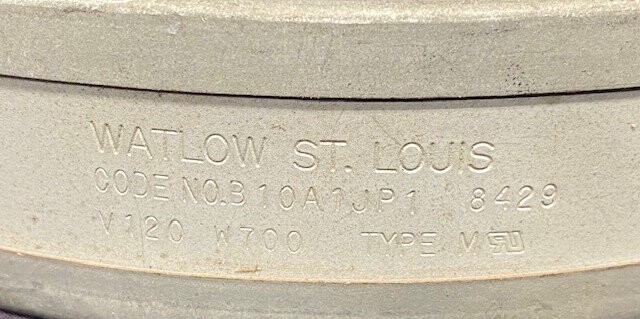 WATLOW ST. LOUIS
CODE NO.B10A1JP1 8429
V120 W700 TYPE M